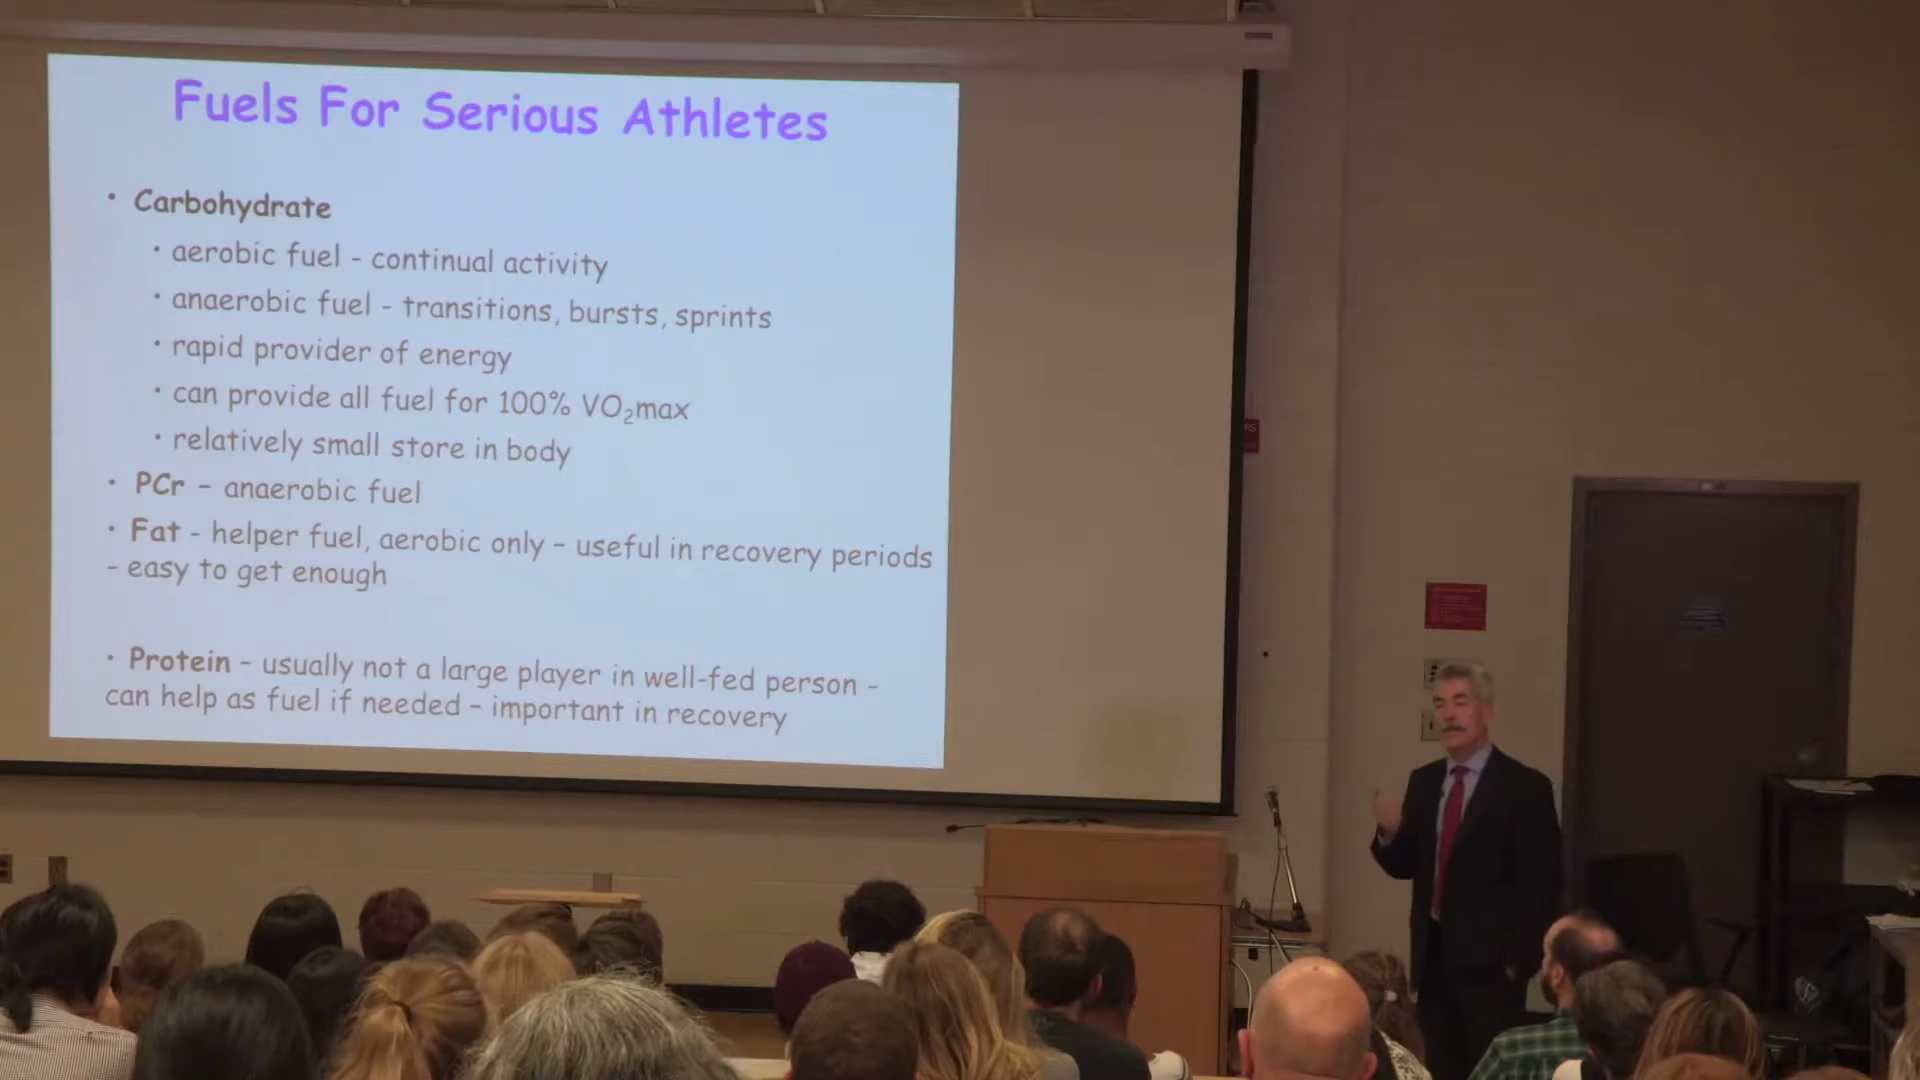 Fuels For Serious Athletes
• Carbohydrate
• aerobic fuel - continual activity
• anaerobic fuel - transitions, bursts, sprints
• rapid provider of energy
• can provide all fuel for 100% VO₂max
• relatively small store in body
• PCr – anaerobic fuel
• Fat - helper fuel, aerobic only – useful in recovery periods
- easy to get enough
• Protein – usually not a large player in well-fed person –
can help as fuel if needed – important in recovery